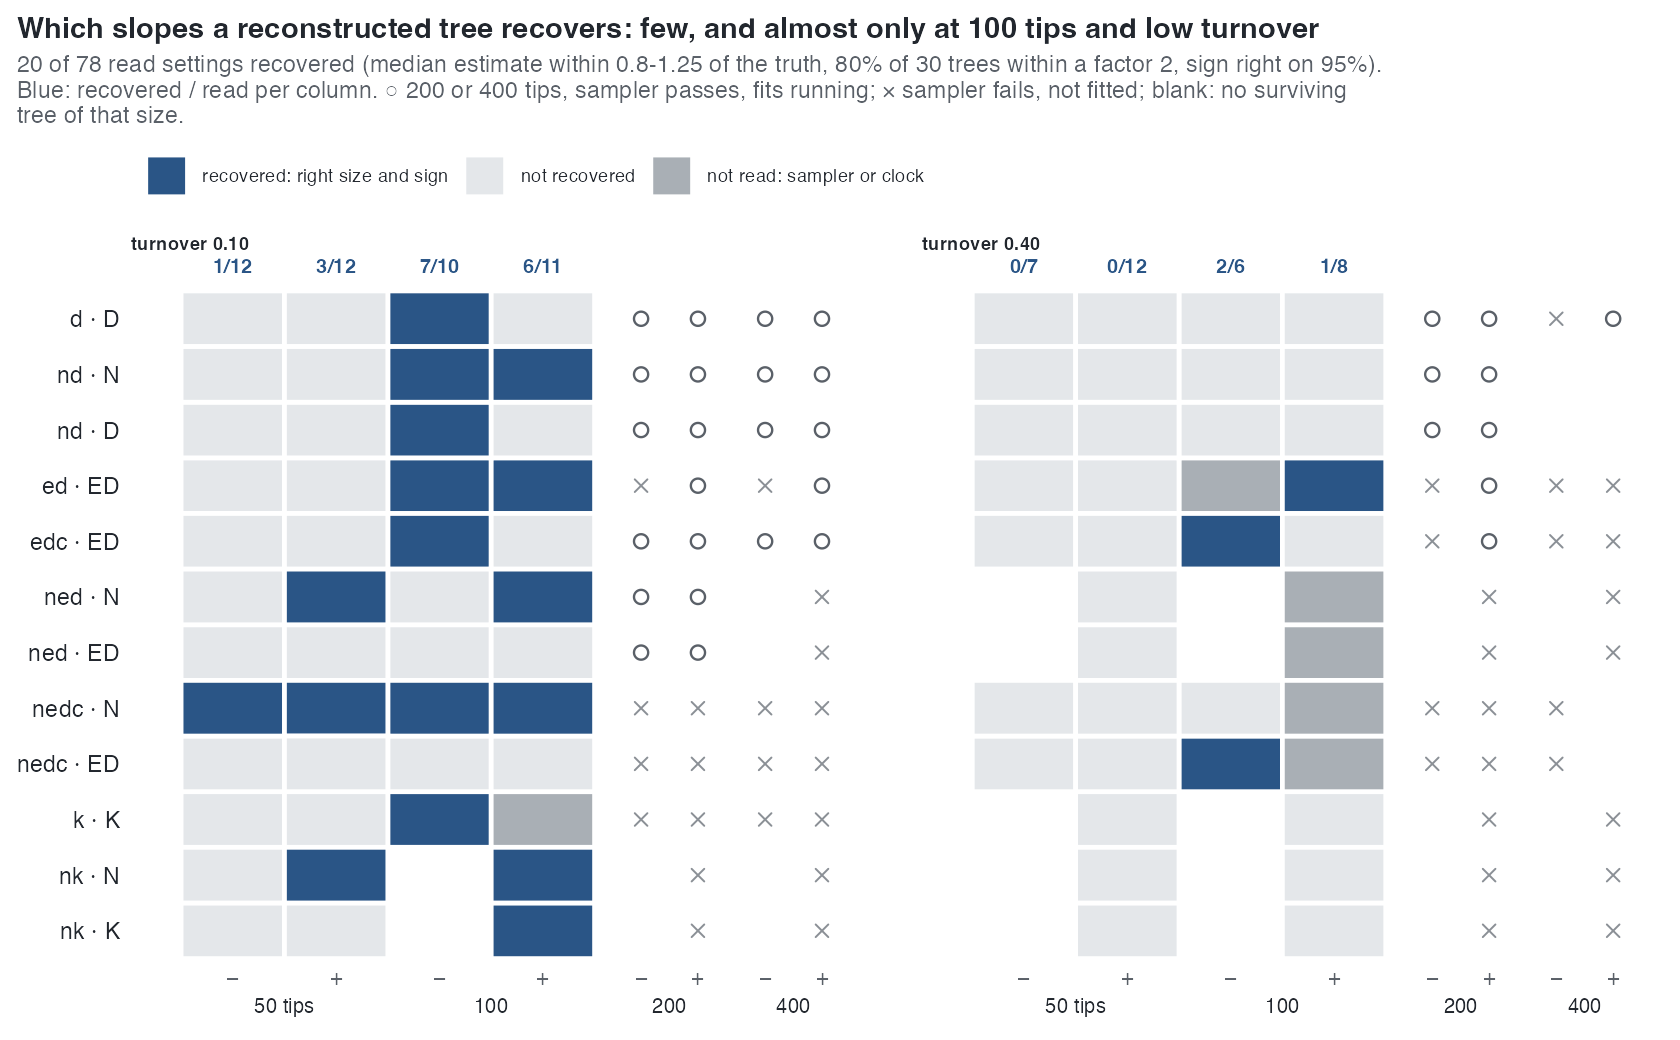 Which slopes a reconstructed tree recovers: few, and almost only at 100 tips and low turnover
20 of 78 read settings recovered (median estimate within 0.8-1.25 of the truth, 80% of 30 trees within a factor 2, sign right on 95%).
Blue: recovered / read per column. ○ 200 or 400 tips, sampler passes, fits running; × sampler fails, not fitted; blank: no surviving
tree of that size.
recovered: right size and sign
not recovered
not read: sampler or clock
turnover 0.10
1/12 3/12 7/10 6/11
turnover 0.40
0/7 0/12 2/6 1/8
d · D
nd · N
nd · D
ed · ED
edc · ED
ned · N
ned · ED
nedc · N
nedc · ED
k · K
nk · N
nk · K
− + − + − + − +
50 tips 100 200 400
− + − + − + − +
50 tips 100 200 400